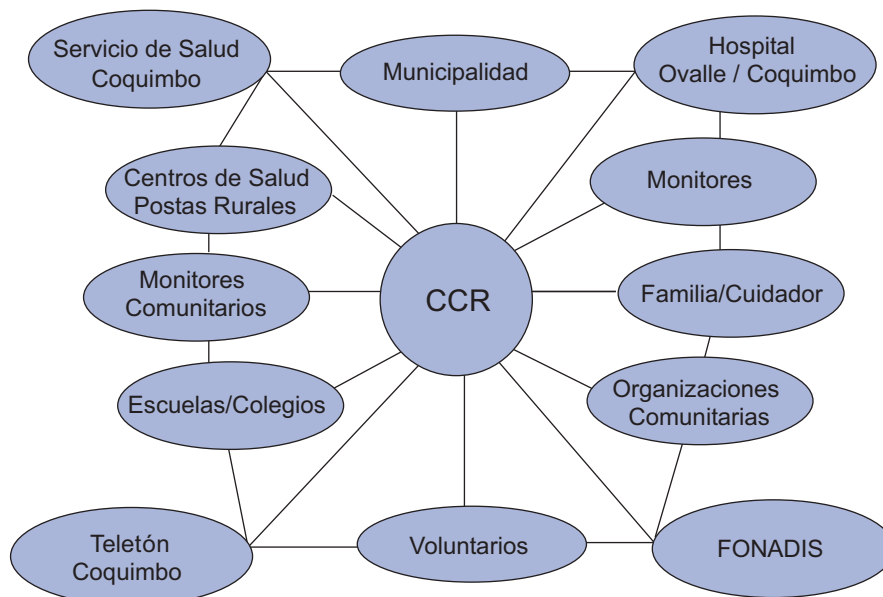 Servicio de Salud
Coquimbo
Municipalidad
Hospital
Ovalle / Coquimbo
Centros de Salud
Postas Rurales
Monitores
Monitores
Comunitarios
CCR
Familia/Cuidador
Escuelas/Colegios
Organizaciones
Comunitarias
Teletón
Coquimbo
Voluntarios
FONADIS